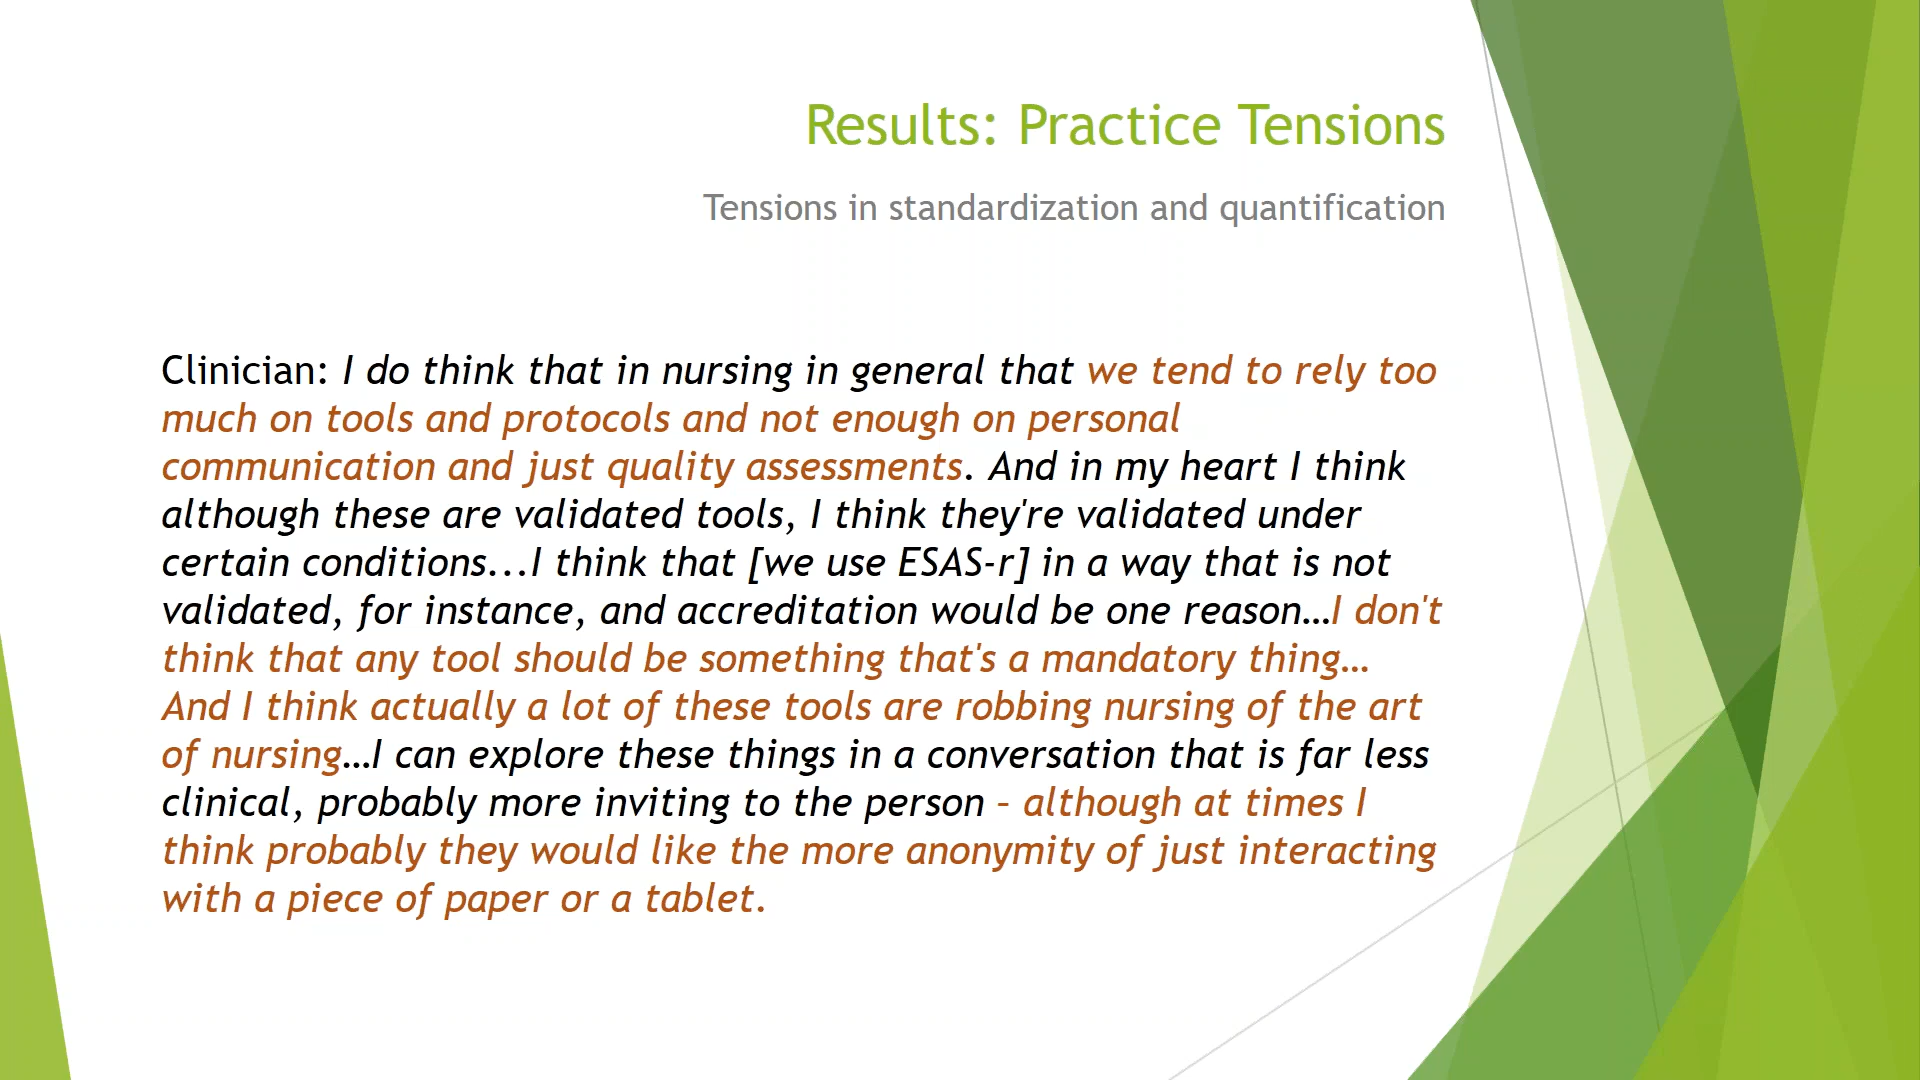 Results: Practice Tensions
Tensions in standardization and quantification
Clinician: I do think that in nursing in general that we tend to rely too
much on tools and protocols and not enough on personal
communication and just quality assessments. And in my heart I think
although these are validated tools, I think they're validated under
certain conditions...I think that [we use ESAS-r] in a way that is not
validated, for instance, and accreditation would be one reason…I don't
think that any tool should be something that's a mandatory thing…
And I think actually a lot of these tools are robbing nursing of the art
of nursing…I can explore these things in a conversation that is far less
clinical, probably more inviting to the person – although at times I
think probably they would like the more anonymity of just interacting
with a piece of paper or a tablet.